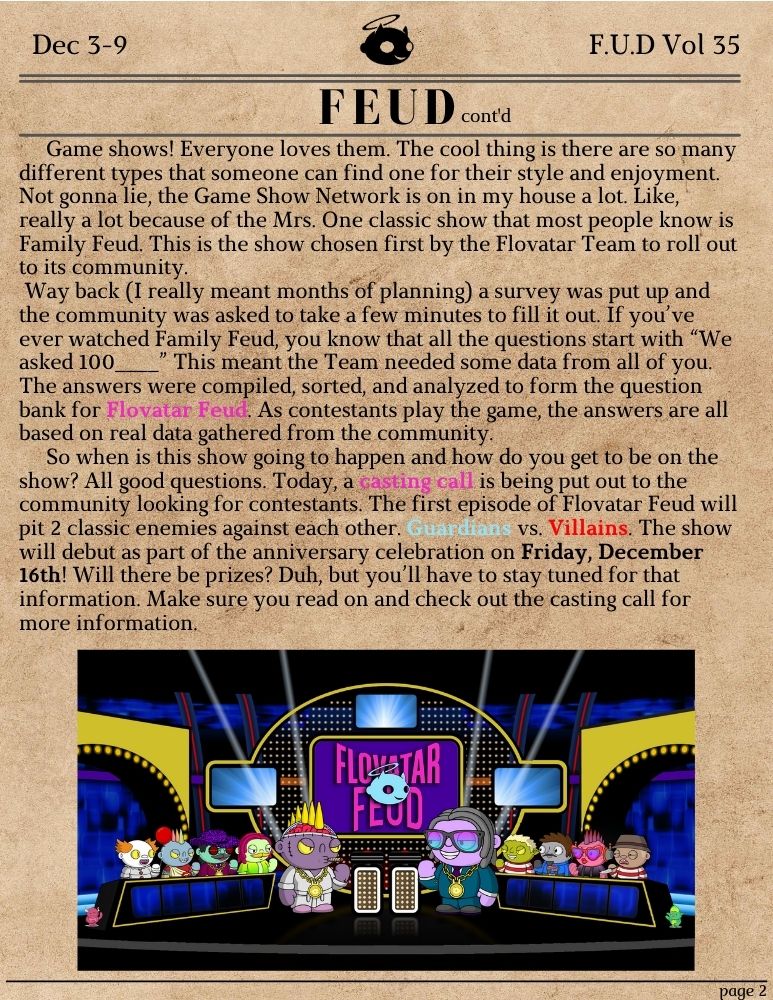 Dec 3-9
F.U.D Vol 35
FEUD cont'd
Game shows! Everyone loves them. The cool thing is there are so many
different types that someone can find one for their style and enjoyment.
Not gonna lie, the Game Show Network is on in my house a lot. Like,
really a lot because of the Mrs. One classic show that most people know is
Family Feud. This is the show chosen first by the Flovatar Team to roll out
to its community.
Way back (I really meant months of planning) a survey was put up and
the community was asked to take a few minutes to fill it out. If you've
ever watched Family Feud, you know that all the questions start with “We
asked 100____” This meant the Team needed some data from all of you.
The answers were compiled, sorted, and analyzed to form the question
bank for Flovatar Feud. As contestants play the game, the answers are all
based on real data gathered from the community.
So when is this show going to happen and how do you get to be on the
show? All good questions. Today, a casting call is being put out to the
community looking for contestants. The first episode of Flovatar Feud will
pit 2 classic enemies against each other. Guardians vs. Villains. The show
will debut as part of the anniversary celebration on Friday, December
16th! Will there be prizes? Duh, but you'll have to stay tuned for that
information. Make sure you read on and check out the casting call for
more information.
FLOVATAR
FEUD
page 2